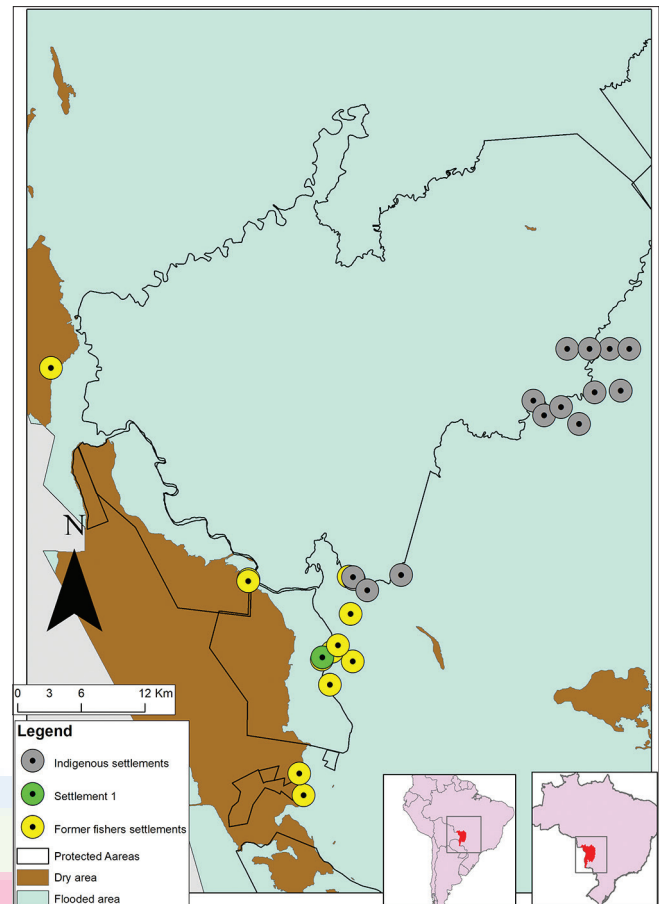 N
0 3 6 12 Km
Legend
Indigenous settlements
Settlement 1
Former fishers settlements
Protected Aareas
Dry area
Flooded area